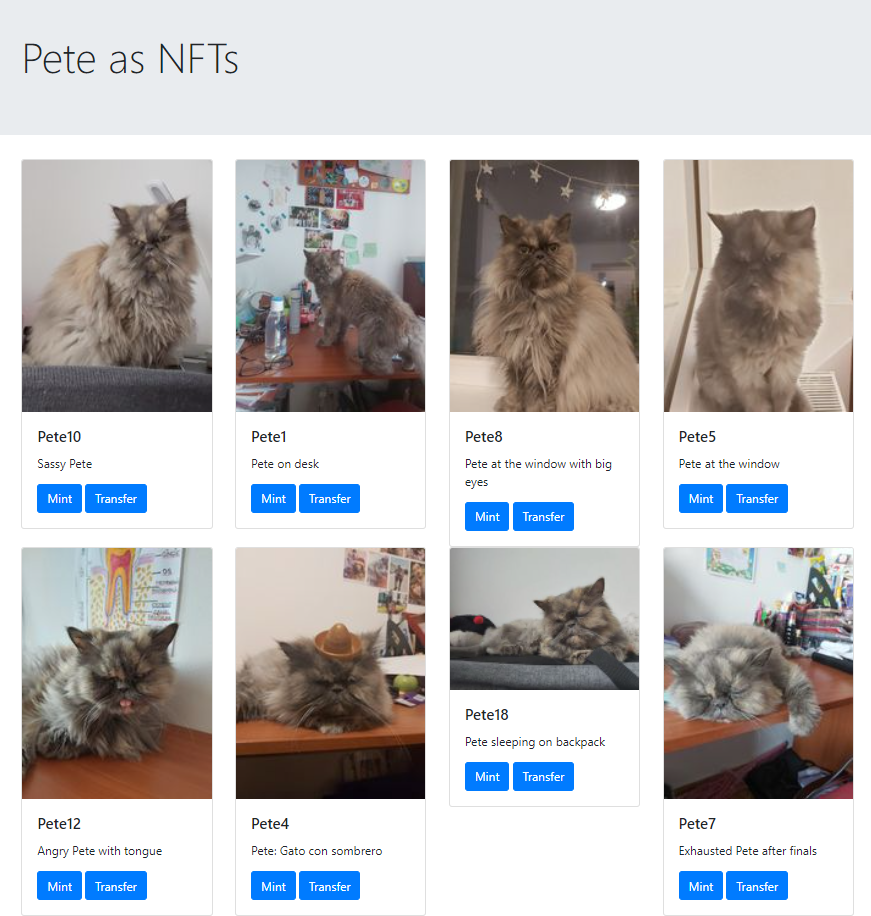 Pete as NFTs
Pete10
Sassy Pete
Mint Transfer
Pete1
Pete on desk
Mint Transfer
Pete8
Pete at the window with big
eyes
Mint Transfer
Pete5
Pete at the window
Mint Transfer
Pete12
Angry Pete with tongue
Mint Transfer
Pete4
Pete: Gato con sombrero
Mint Transfer
Pete18
Pete sleeping on backpack
Mint Transfer
Pete7
Exhausted Pete after finals
Mint Transfer